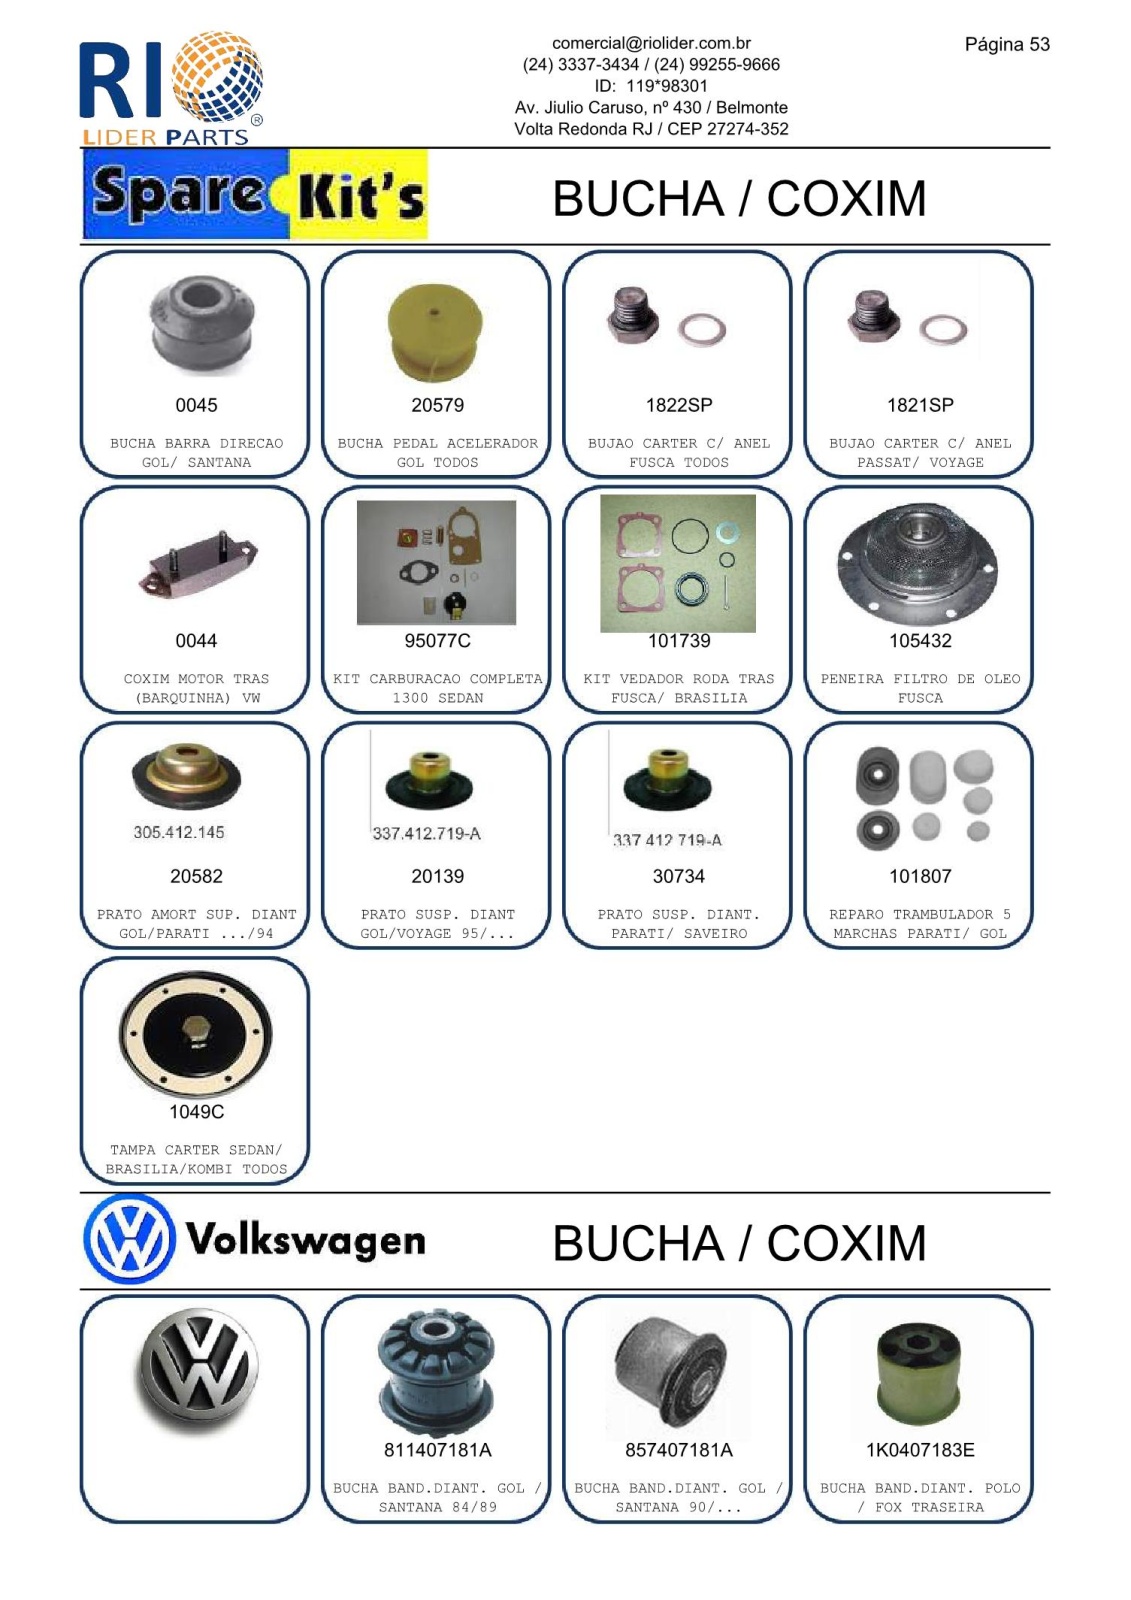 RIO
LIDER PARTS ®
comercial@riolider.com.br
(24) 3337-3434 / (24) 99255-9666
ID: 119*98301
Av. Jiulio Caruso, nº 430 / Belmonte
Volta Redonda RJ / CEP 27274-352
Página 53
Spare Kit's
BUCHA / COXIM
0045
BUCHA BARRA DIRECAO
GOL/ SANTANA
20579
BUCHA PEDAL ACELERADOR
GOL TODOS
1822SP
BUJAO CARTER C/ ANEL
FUSCA TODOS
1821SP
BUJAO CARTER C/ ANEL
PASSAT/ VOYAGE
0044
COXIM MOTOR TRAS
(BARQUINHA) VW
95077C
KIT CARBURACAO COMPLETA
1300 SEDAN
101739
KIT VEDADOR RODA TRAS
FUSCA/ BRASILIA
105432
PENEIRA FILTRO DE OLEO
FUSCA
305.412.145
20582
PRATO AMORT SUP. DIANT
GOL/PARATI .../94
337.412.719-A
20139
PRATO SUSP. DIANT
GOL/VOYAGE 95/...
337 412 719-A
30734
PRATO SUSP. DIANT.
PARATI/ SAVEIRO
101807
REPARO TRAMBULADOR 5
MARCHAS PARATI/ GOL
1049C
TAMPA CARTER SEDAN/
BRASILIA/KOMBI TODOS
Volkswagen
BUCHA / COXIM
811407181A
BUCHA BAND.DIANT. GOL /
SANTANA 84/89
857407181A
BUCHA BAND.DIANT. GOL /
SANTANA 90/...
1K0407183E
BUCHA BAND.DIANT. POLO
/ FOX TRASEIRA